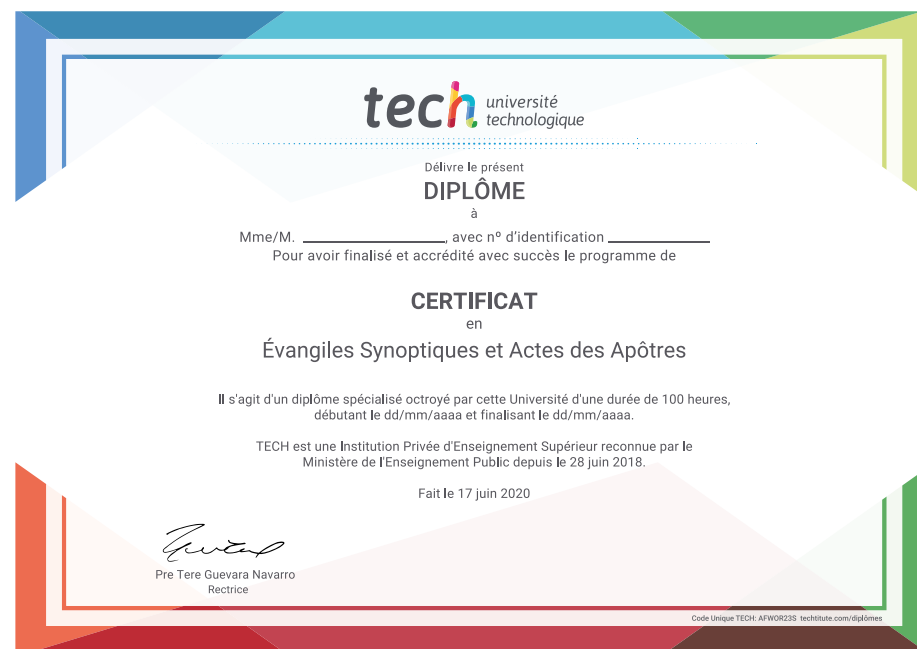 tech université
technologique
Délivre le présent
DIPLÔME
à
Mme/M. ____________________, avec nº d'identification ______________
Pour avoir finalisé et accrédité avec succès le programme de
CERTIFICAT
en
Évangiles Synoptiques et Actes des Apôtres
Il s'agit d'un diplôme spécialisé octroyé par cette Université d'une durée de 100 heures,
débutant le dd/mm/aaaa et finalisant le dd/mm/aaaa.
TECH est une Institution Privée d'Enseignement Supérieur reconnue par le
Ministère de l'Enseignement Public depuis le 28 juin 2018.
Fait le 17 juin 2020
Pre Tere Guevara Navarro
Rectrice
Code Unique TECH: AFWOR23S techtitute.com/diplômes